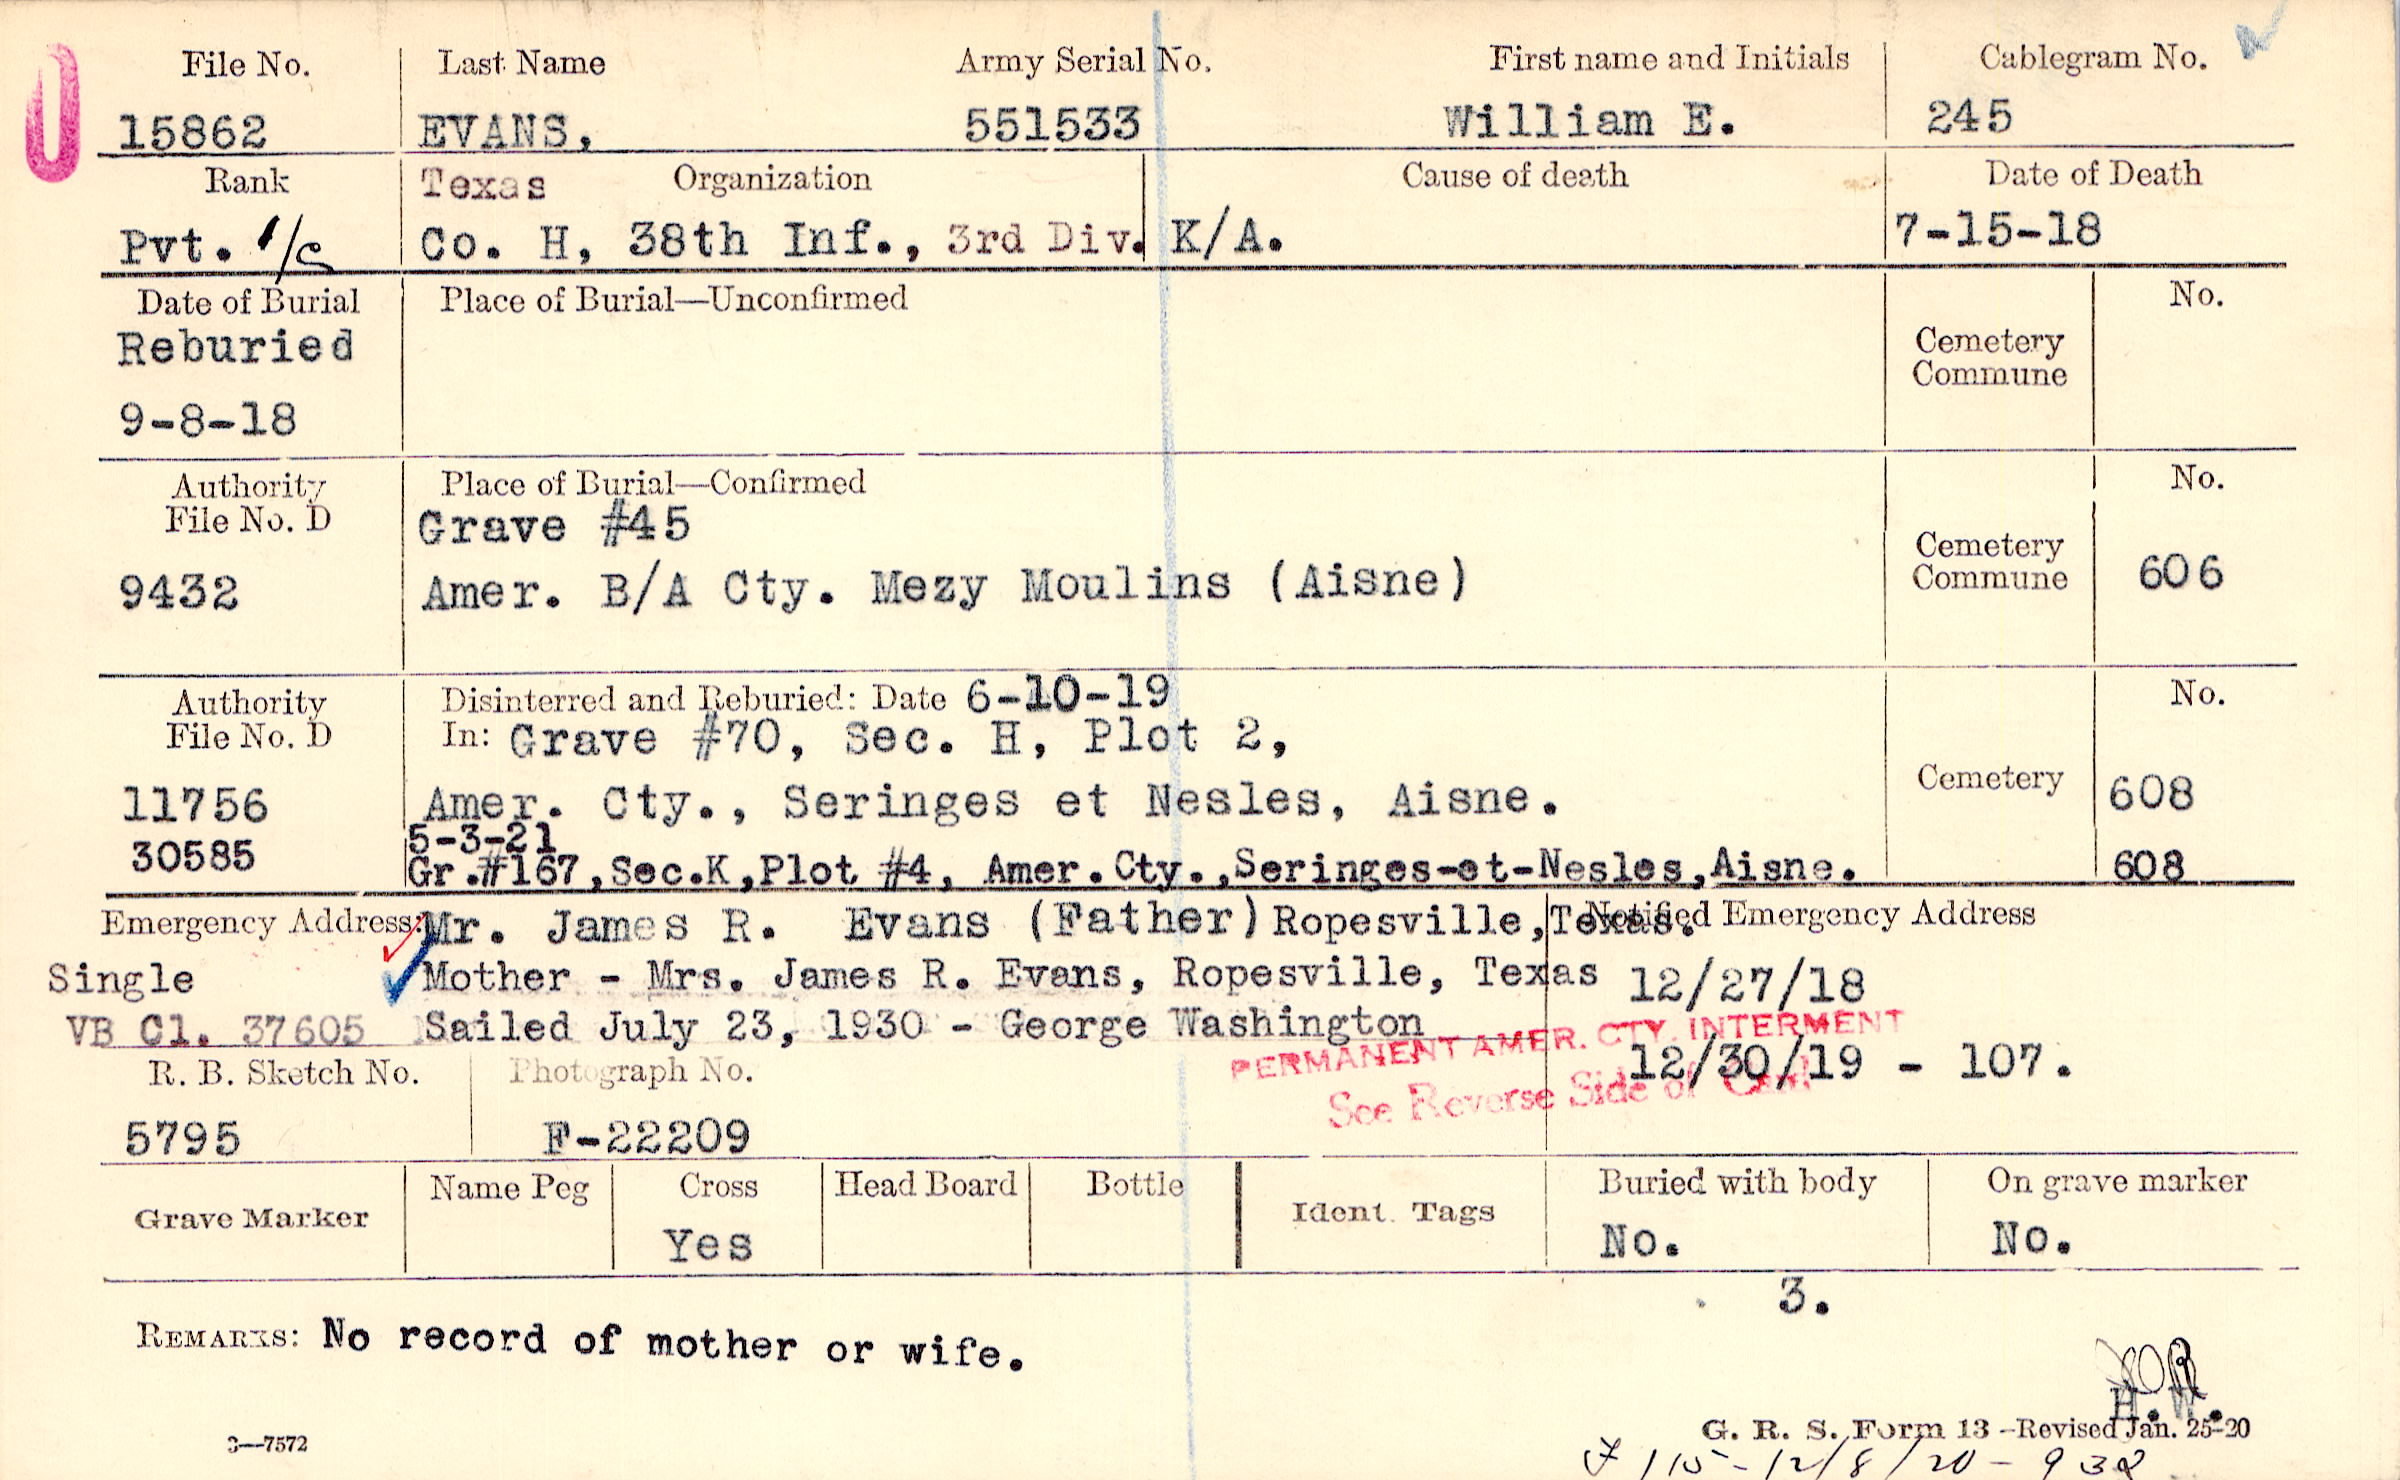 File No. Last Name Army Serial No. First name and Initials Cablegram No.
15862 EVANS, 551533 William E. 245
Rank Texas Organization Cause of death Date of Death
Pvt. 1/c Co. H, 38th Inf., 3rd Div. K/A. 7-15-18
Date of Burial Place of Burial—Unconfirmed No.
Reburied
Cemetery
Commune
9-8-18
Authority Place of Burial—Confirmed No.
File No. D Grave #45
Cemetery
9432 Amer. B/A Cty. Mezy Moulins (Aisne) Commune 606
Authority Disinterred and Reburied: Date 6-10-19 No.
File No. D In: Grave #70, Sec. H, Plot 2,
11756 Amer. Cty., Seringes et Nesles, Aisne. Cemetery 608
5-3-21
30585 Gr.#167,Sec.K,Plot #4, Amer.Cty.,Seringes-et-Nesles,Aisne. 608
Emergency Address: Mr. James R. Evans (Father) Ropesville, Texas. Notified Emergency Address
Single Mother - Mrs. James R. Evans, Ropesville, Texas 12/27/18
VB Cl. 37605 Sailed July 23, 1930 - George Washington
PERMANENT AMER. CTY. INTERMENT
12/30/19 - 107.
See Reverse Side of Card
R. B. Sketch No. Photograph No.
5795 F-22209
Grave Marker Name Peg Cross Head Board Bottle Ident. Tags Buried with body On grave marker
Yes No. No.
3.
REMARKS: No record of mother or wife.
H.W.
3—7572 G. R. S. Form 13 -Revised Jan. 25-20
115-12/8/20-938